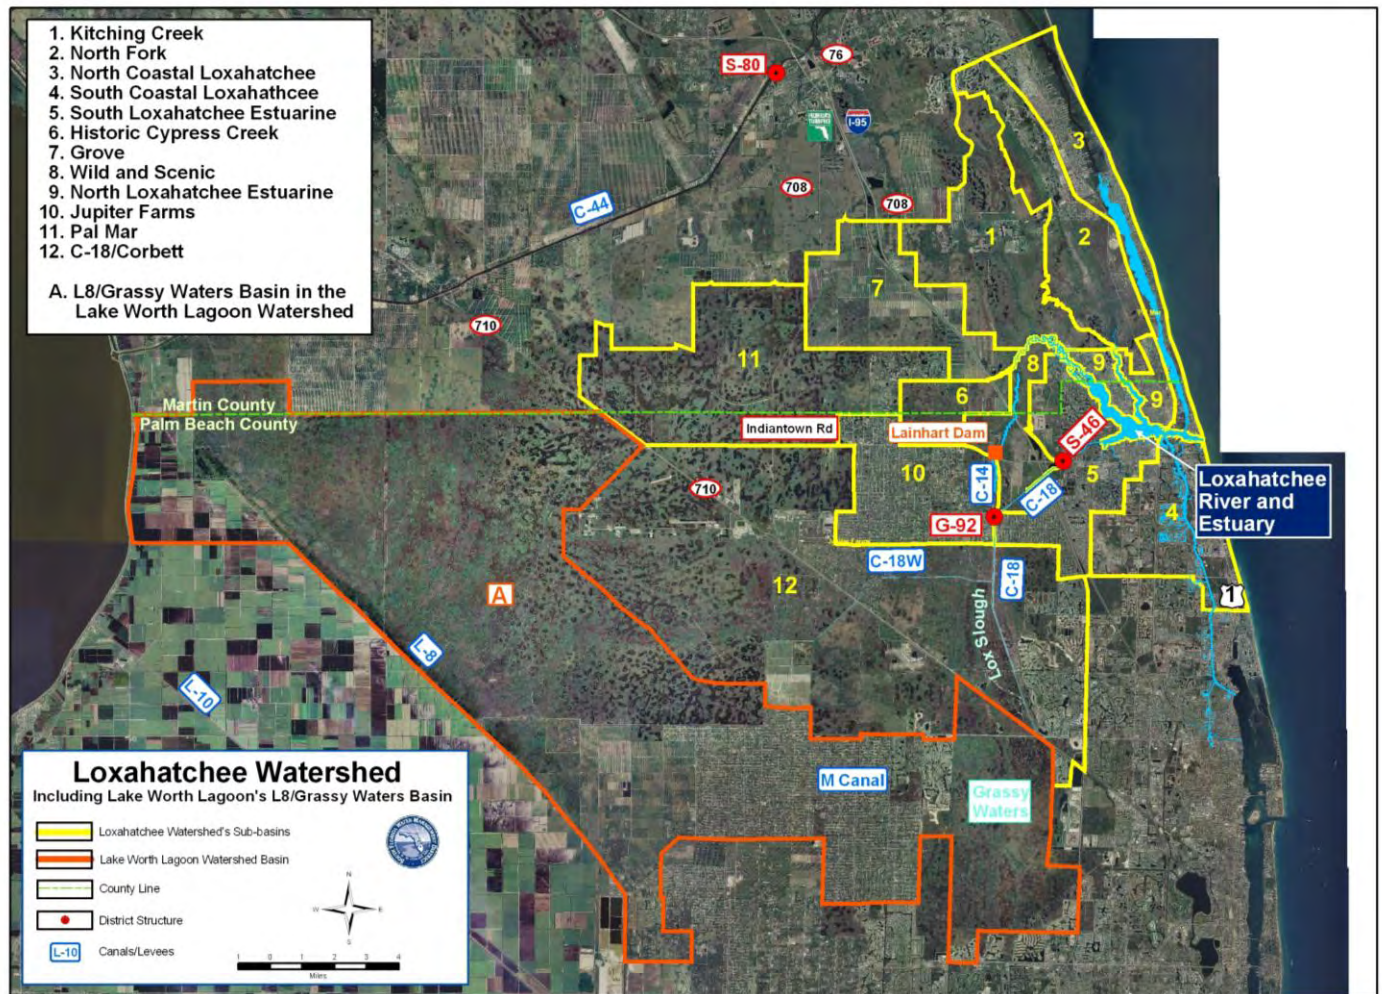 1. Kitching Creek
2. North Fork
3. North Coastal Loxahatchee
4. South Coastal Loxahathcee
5. South Loxahatchee Estuarine
6. Historic Cypress Creek
7. Grove
8. Wild and Scenic
9. North Loxahatchee Estuarine
10. Jupiter Farms
11. Pal Mar
12. C-18/Corbett
A. L8/Grassy Waters Basin in the
Lake Worth Lagoon Watershed
S-80
76
I-95
708
708
C-44
710
3
1
2
7
11
8
9
6
9
Martin County
Palm Beach County
Indiantown Rd
Lainhart Dam
S-46
10
C-14
C-18
5
4
Loxahatchee
River and
Estuary
710
G-92
C-18W
C-18
12
Lox Slough
1
A
L-8
L-10
M Canal
Grassy
Waters
Loxahatchee Watershed
Including Lake Worth Lagoon's L8/Grassy Waters Basin
Loxahatchee Watershed's Sub-basins
Lake Worth Lagoon Watershed Basin
County Line
District Structure
L-10
Canals/Levees
N
W
E
S
1 0 1 2 3 4
Miles